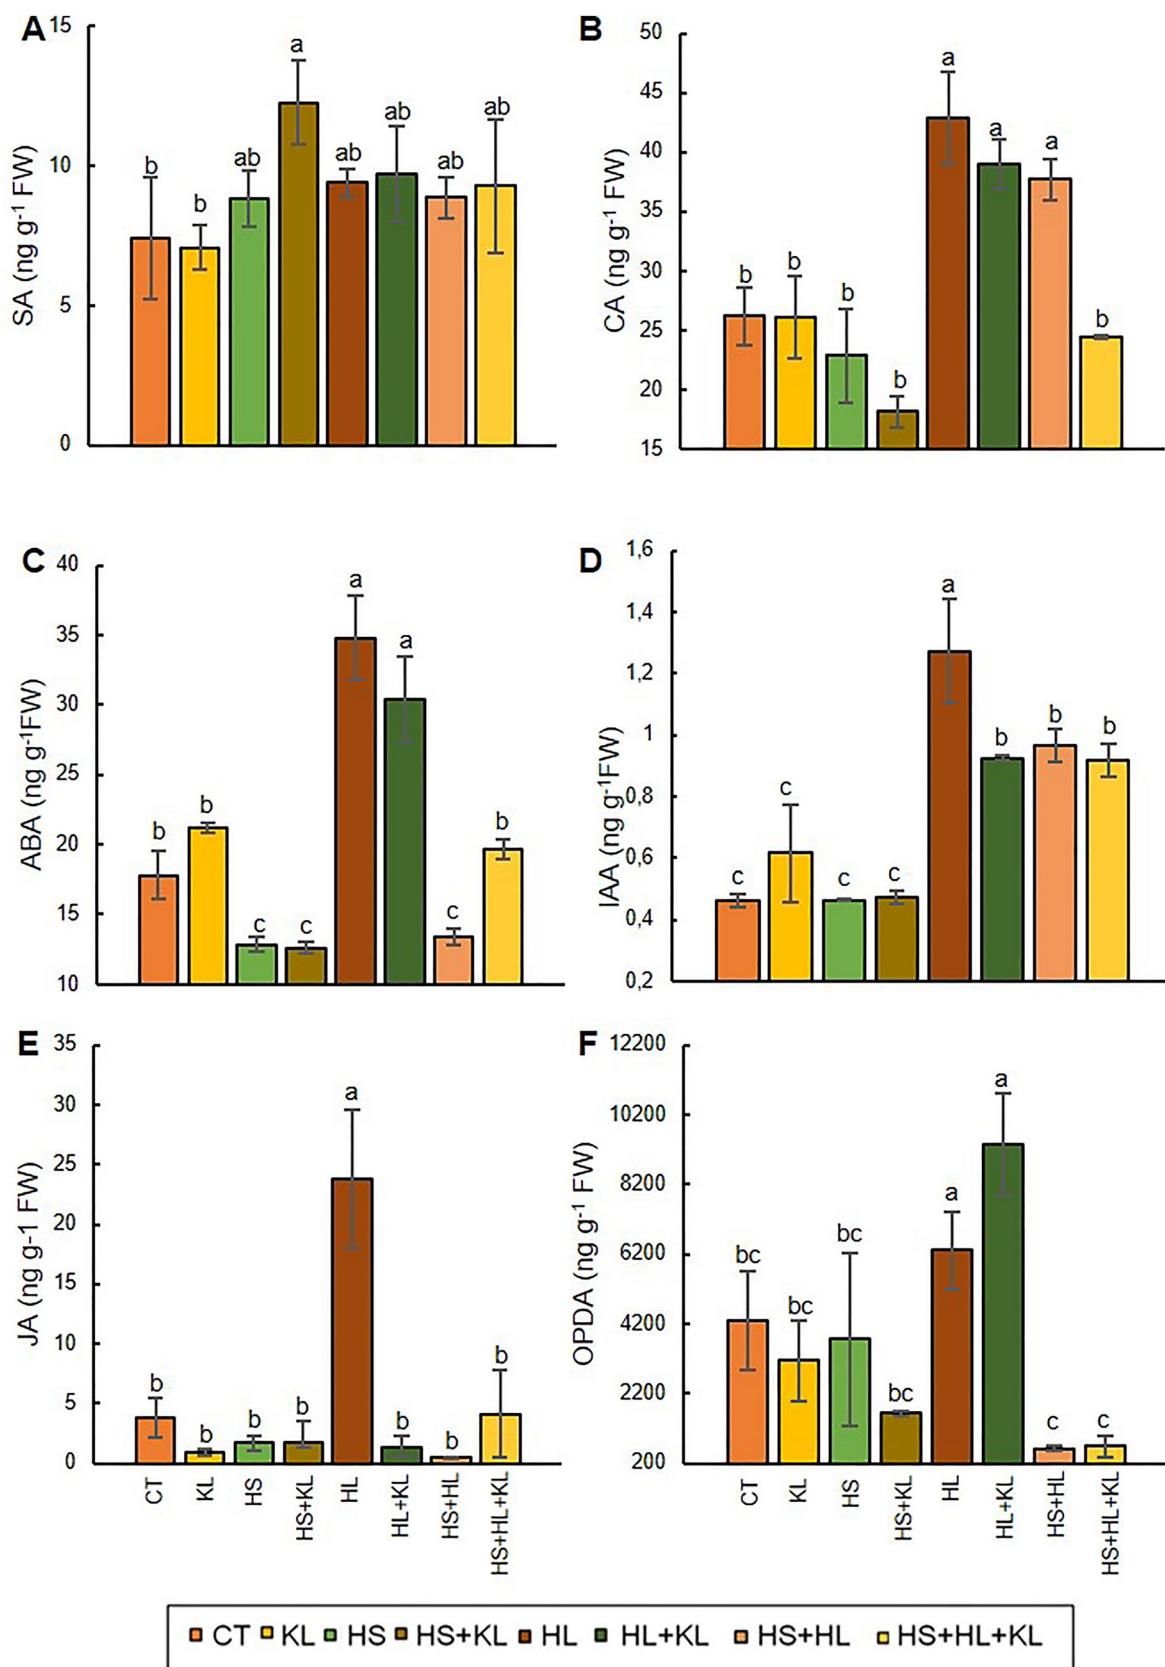 A
SA (ng g-1 FW)
15
10
5
0
b
b
ab
a
ab
ab
ab
ab
B
CA (ng g-1 FW)
50
45
40
35
30
25
20
15
b
b
b
b
a
a
a
b
C
ABA (ng g-1FW)
40
35
30
25
20
15
10
b
b
c
c
a
a
c
b
D
IAA (ng g-1FW)
1,6
1,4
1,2
1
0,8
0,6
0,4
0,2
c
c
c
c
a
b
b
b
E
JA (ng g-1 FW)
35
30
25
20
15
10
5
0
b
b
b
b
a
b
b
b
CT
KL
HS
HS+KL
HL
HL+KL
HS+HL
HS+HL+KL
F
OPDA (ng g-1 FW)
12200
10200
8200
6200
4200
2200
200
bc
bc
bc
bc
a
a
c
c
CT
KL
HS
HS+KL
HL
HL+KL
HS+HL
HS+HL+KL
CT KL HS HS+KL HL HL+KL HS+HL HS+HL+KL